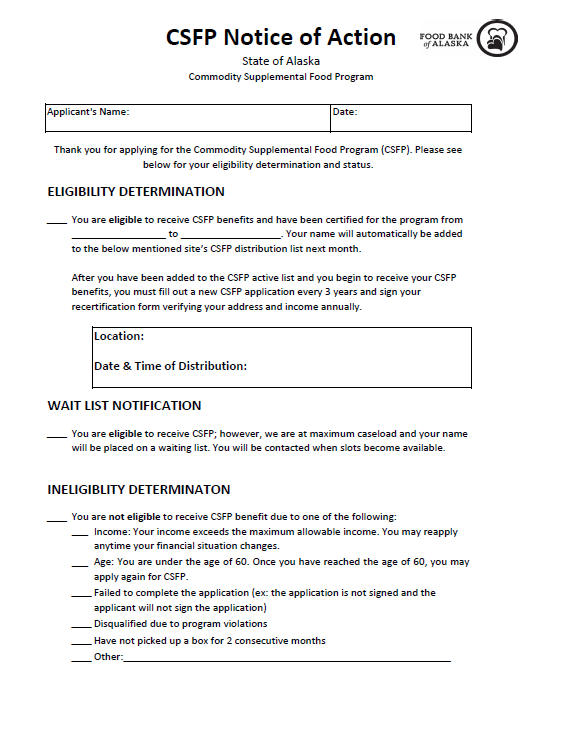 CSFP Notice of Action
FOOD BANK
of ALASKA
State of Alaska
Commodity Supplemental Food Program
Applicant's Name:
Date:
Thank you for applying for the Commodity Supplemental Food Program (CSFP). Please see
below for your eligibility determination and status.
ELIGIBILITY DETERMINATION
____ You are eligible to receive CSFP benefits and have been certified for the program from
__________________ to ___________________. Your name will automatically be added
to the below mentioned site's CSFP distribution list next month.
After you have been added to the CSFP active list and you begin to receive your CSFP
benefits, you must fill out a new CSFP application every 3 years and sign your
recertification form verifying your address and income annually.
Location:
Date & Time of Distribution:
WAIT LIST NOTIFICATION
____ You are eligible to receive CSFP; however, we are at maximum caseload and your name
will be placed on a waiting list. You will be contacted when slots become available.
INELIGIBLITY DETERMINATON
____ You are not eligible to receive CSFP benefit due to one of the following:
___ Income: Your income exceeds the maximum allowable income. You may reapply
anytime your financial situation changes.
___ Age: You are under the age of 60. Once you have reached the age of 60, you may
apply again for CSFP.
____ Failed to complete the application (ex: the application is not signed and the
applicant will not sign the application)
____ Disqualified due to program violations
____ Have not picked up a box for 2 consecutive months
____ Other:_______________________________________________________________